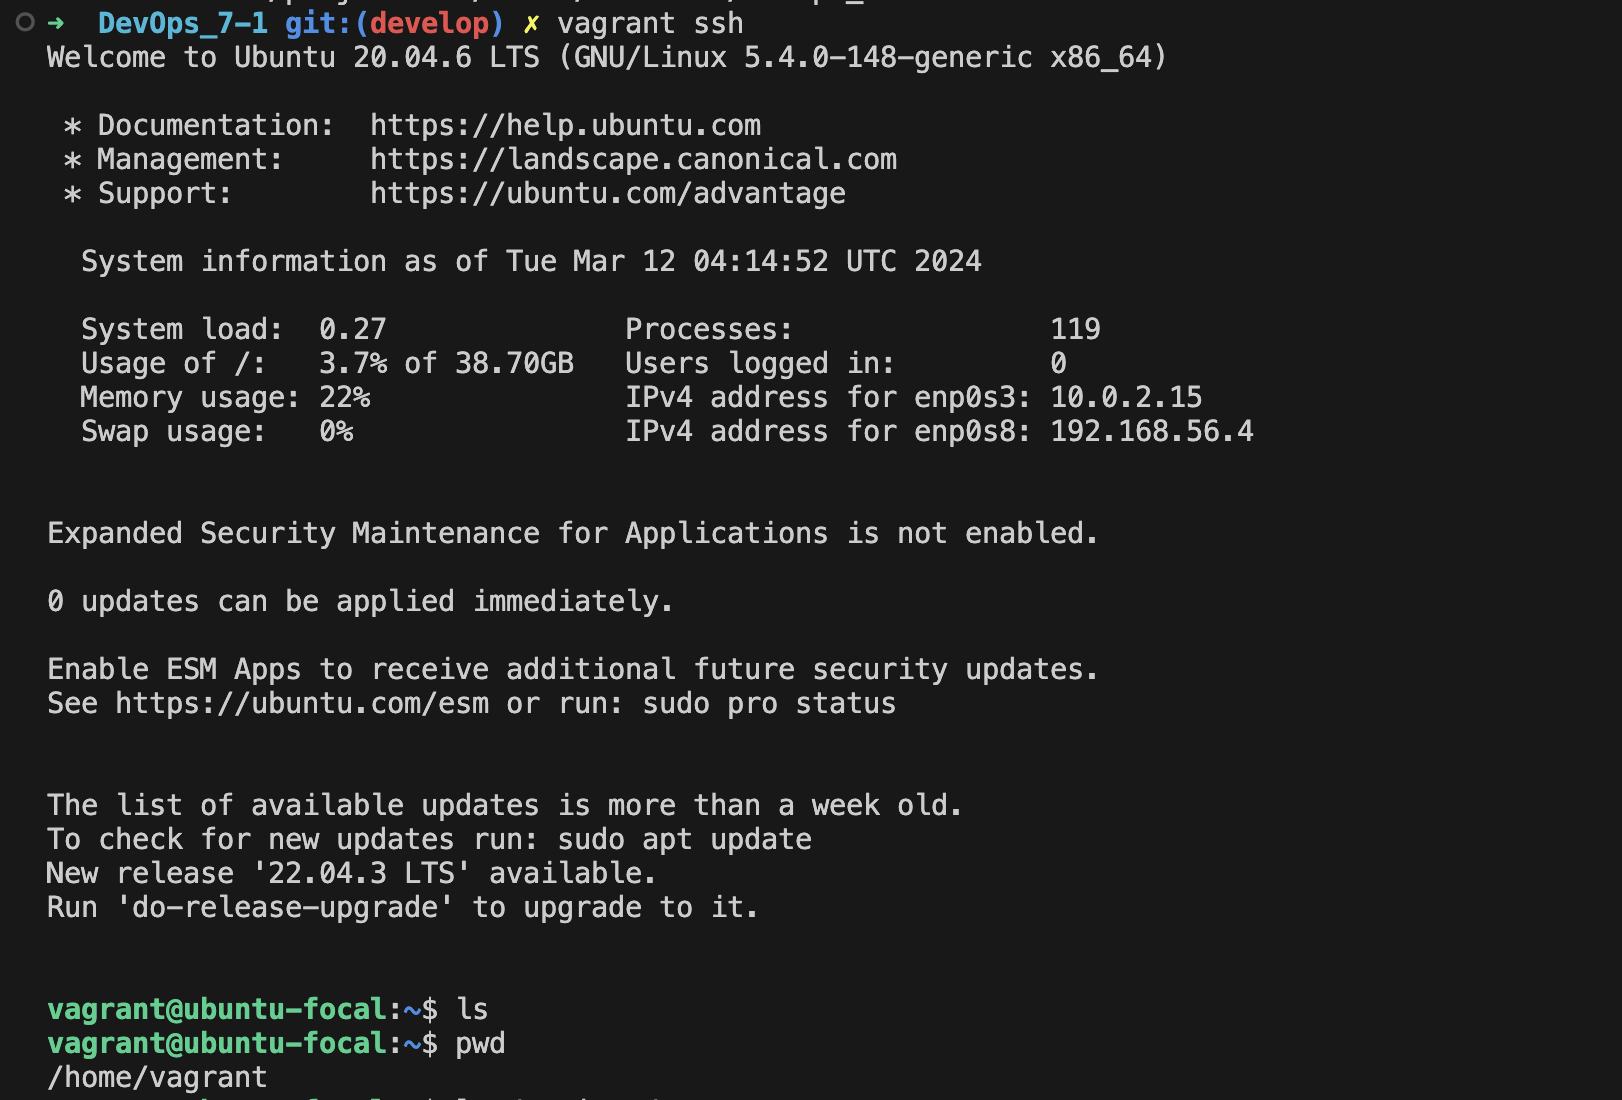 ➜  DevOps_7-1 git:(develop) ✗ vagrant ssh
Welcome to Ubuntu 20.04.6 LTS (GNU/Linux 5.4.0-148-generic x86_64)

 * Documentation:  https://help.ubuntu.com
 * Management:     https://landscape.canonical.com
 * Support:        https://ubuntu.com/advantage

  System information as of Tue Mar 12 04:14:52 UTC 2024

  System load:  0.27              Processes:               119
  Usage of /:   3.7% of 38.70GB   Users logged in:         0
  Memory usage: 22%               IPv4 address for enp0s3: 10.0.2.15
  Swap usage:   0%                IPv4 address for enp0s8: 192.168.56.4


Expanded Security Maintenance for Applications is not enabled.

0 updates can be applied immediately.

Enable ESM Apps to receive additional future security updates.
See https://ubuntu.com/esm or run: sudo pro status


The list of available updates is more than a week old.
To check for new updates run: sudo apt update
New release '22.04.3 LTS' available.
Run 'do-release-upgrade' to upgrade to it.


vagrant@ubuntu-focal:~$ ls
vagrant@ubuntu-focal:~$ pwd
/home/vagrant